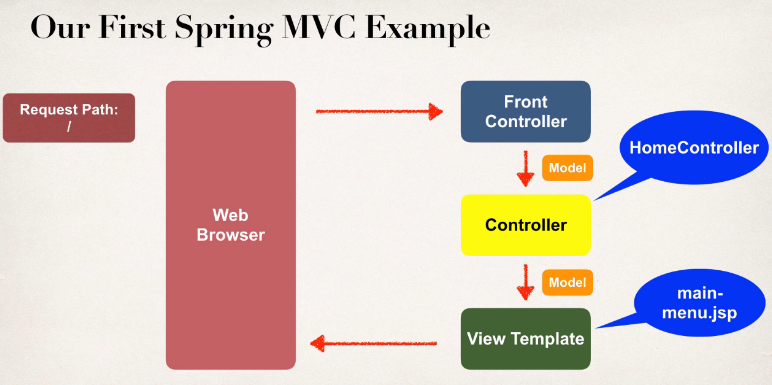 Our First Spring MVC Example
Request Path:
/
Web
Browser
Front
Controller
Model
HomeController
Controller
Model
main-
menu.jsp
View Template